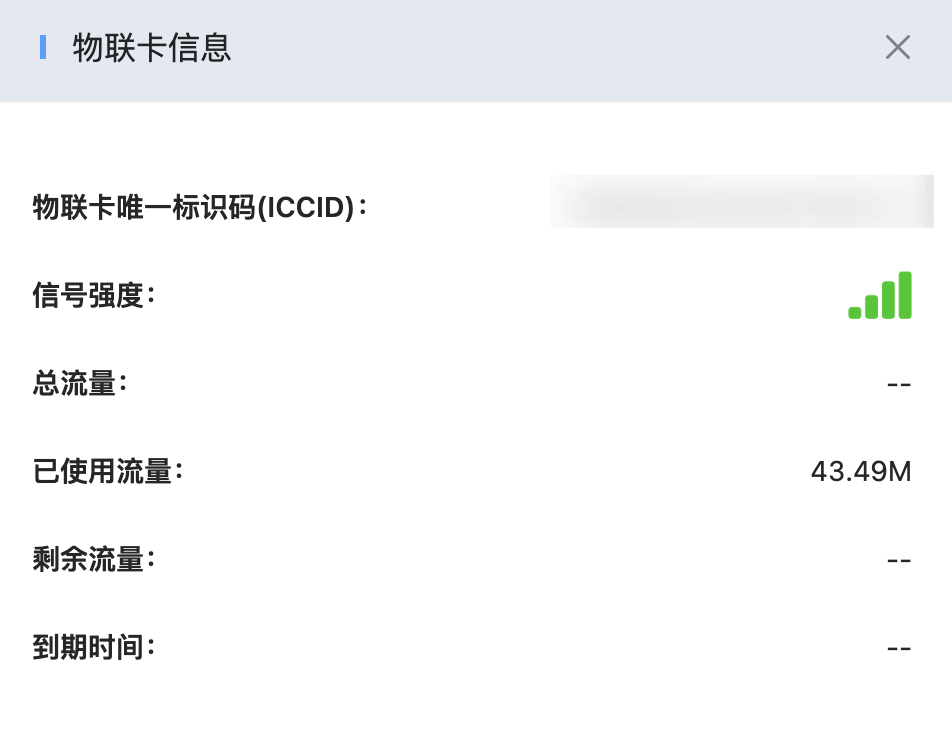 物联卡信息
物联卡唯一标识码(ICCID)：
信号强度：
总流量： --
已使用流量： 43.49M
剩余流量： --
到期时间： --